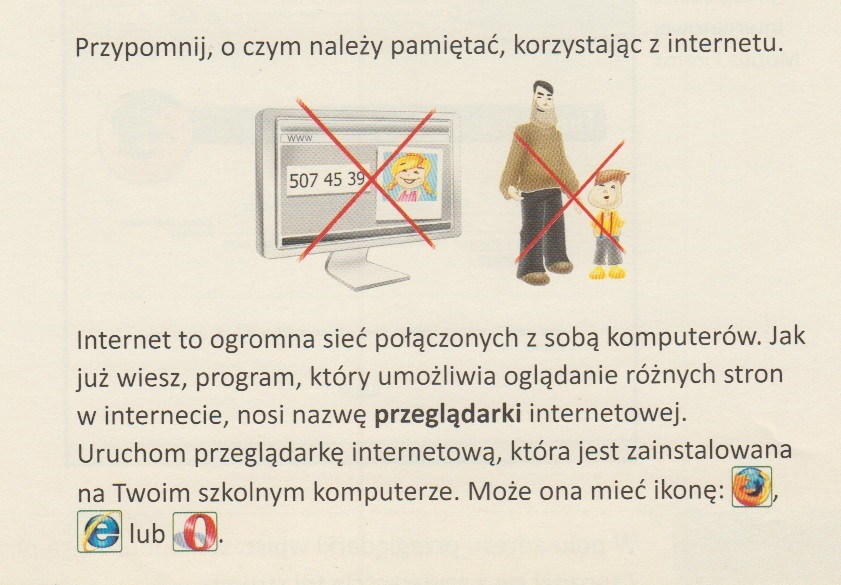 Przypomnij, o czym należy pamiętać, korzystając z internetu.
www
507 45 39
Internet to ogromna sieć połączonych z sobą komputerów. Jak
już wiesz, program, który umożliwia oglądanie różnych stron
w internecie, nosi nazwę przeglądarki internetowej.
Uruchom przeglądarkę internetową, która jest zainstalowana
na Twoim szkolnym komputerze. Może ona mieć ikonę: ,
lub .